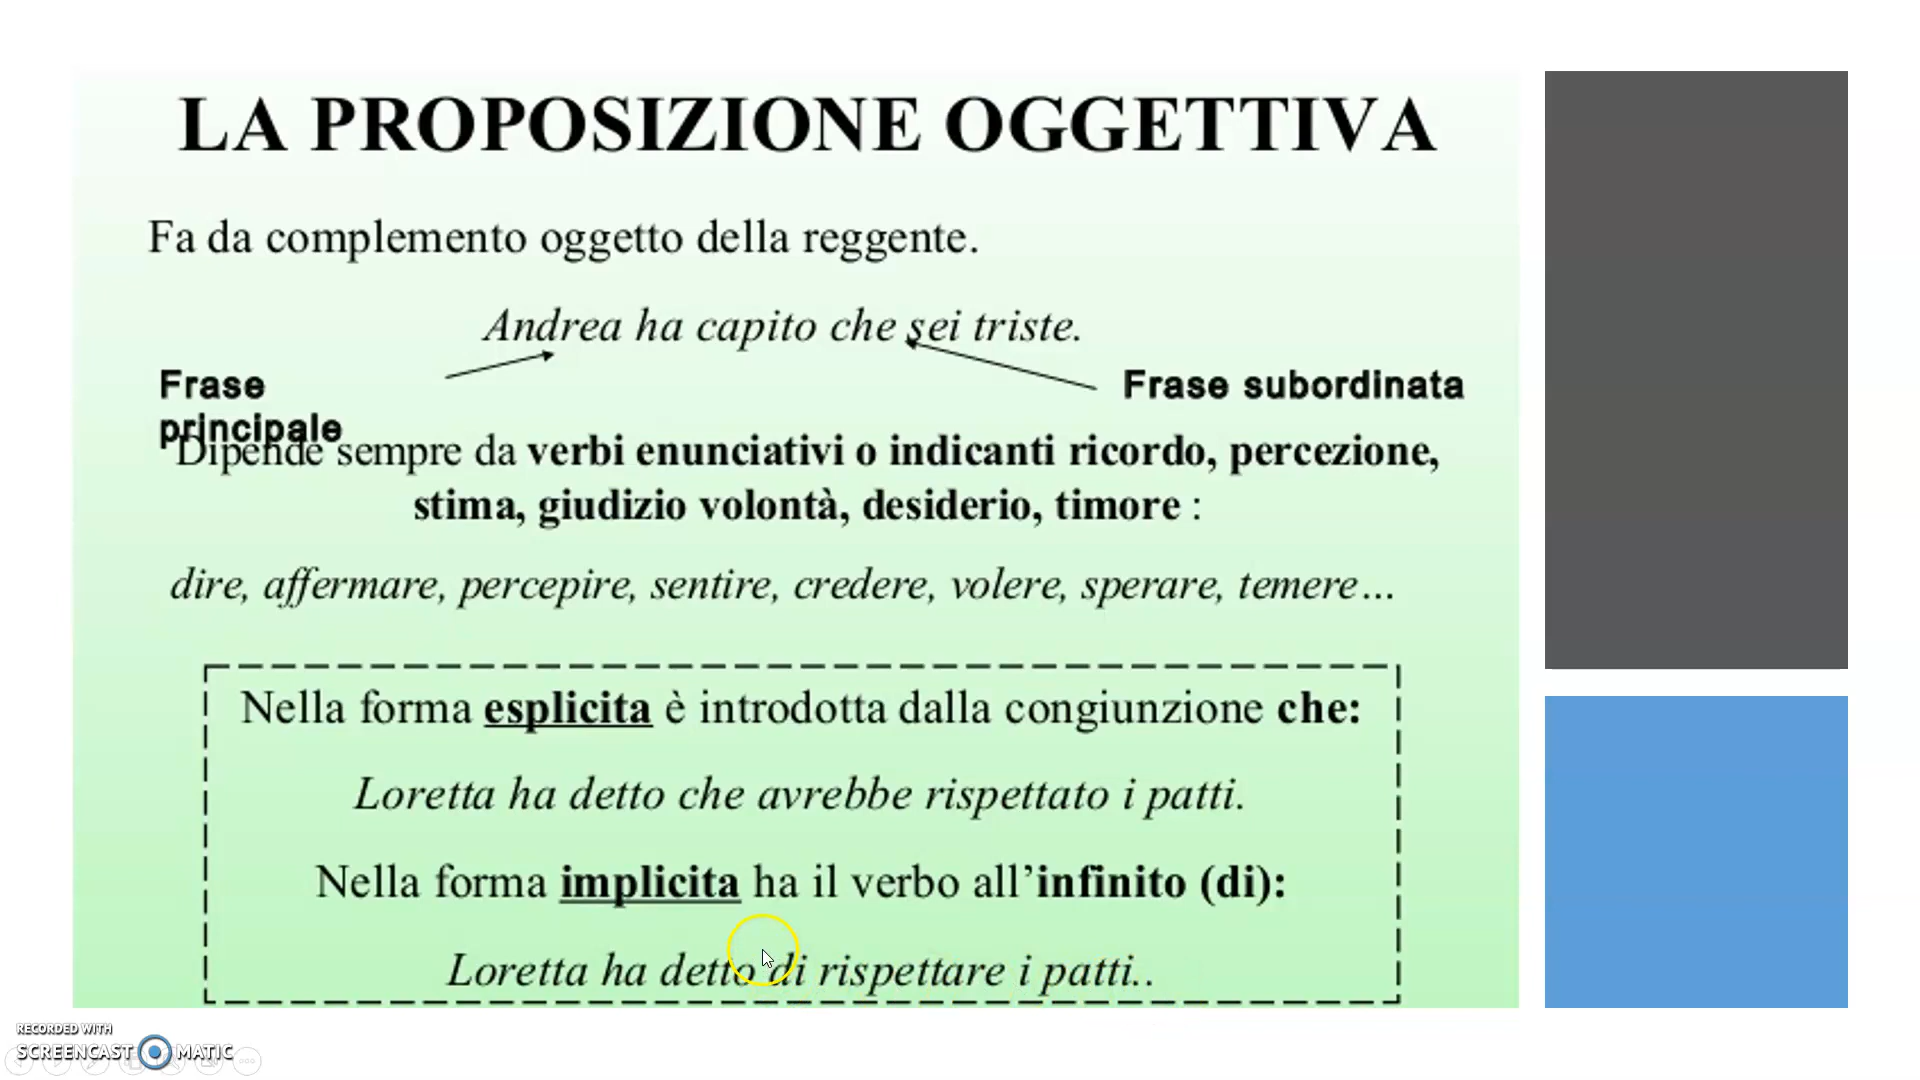 LA PROPOSIZIONE OGGETTIVA
Fa da complemento oggetto della reggente.
Andrea ha capito che sei triste.
Frase
principale
Frase subordinata
Dipende sempre da verbi enunciativi o indicanti ricordo, percezione,
stima, giudizio volontà, desiderio, timore :
dire, affermare, percepire, sentire, credere, volere, sperare, temere…
Nella forma esplicita è introdotta dalla congiunzione che:
Loretta ha detto che avrebbe rispettato i patti.
Nella forma implicita ha il verbo all’infinito (di):
Loretta ha detto di rispettare i patti..
RECORDED WITH
SCREENCAST MATIC